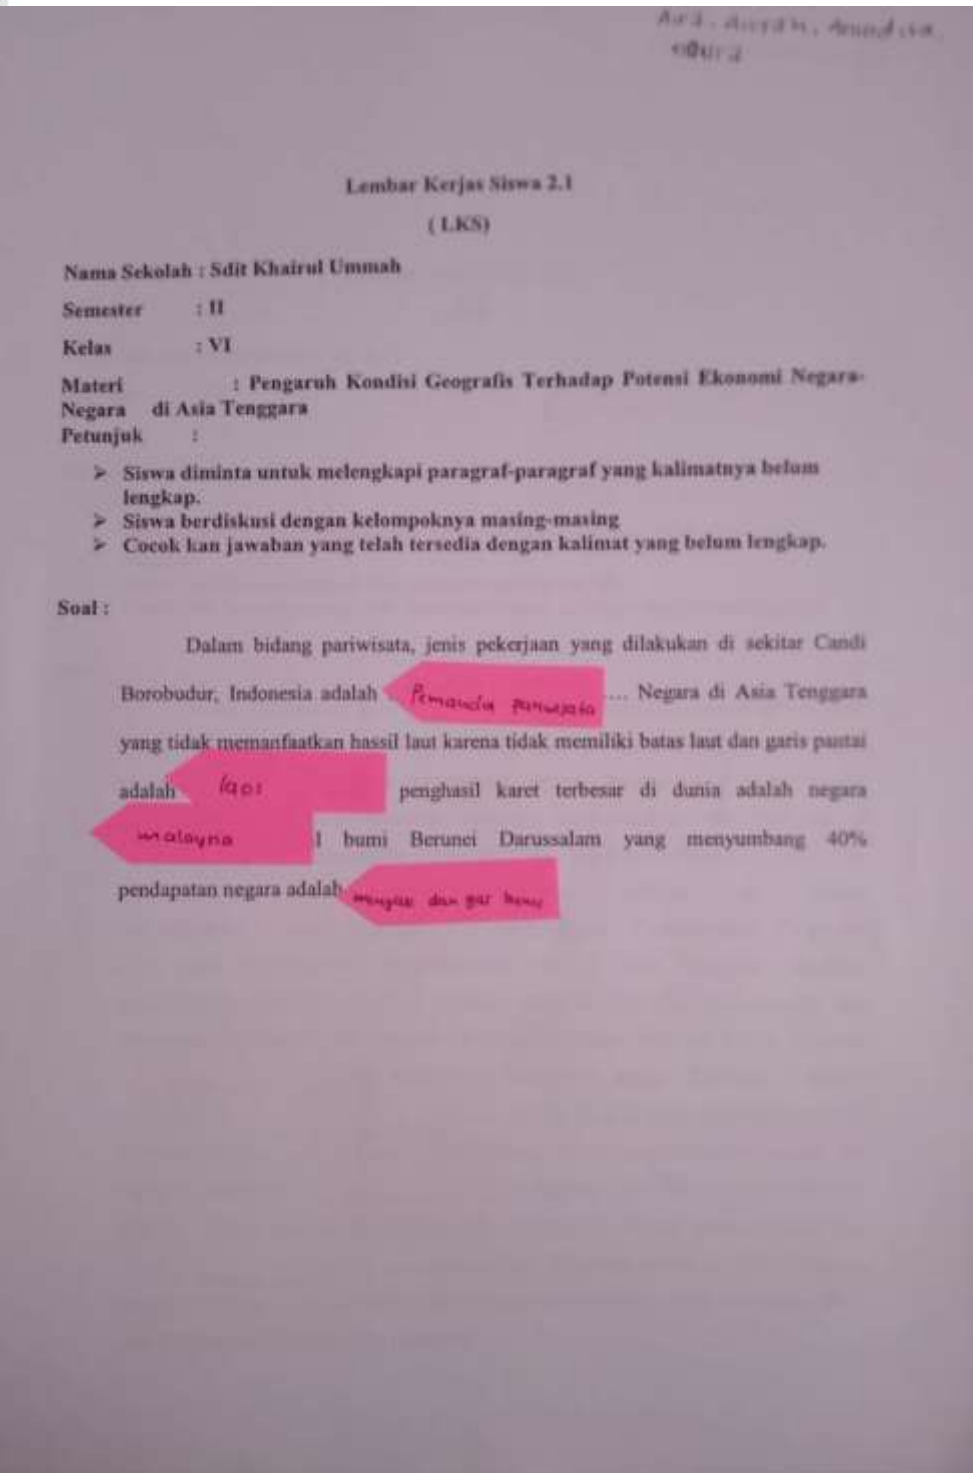 Lembar Kerjas Siswa 2.1
( LKS)
Nama Sekolah : Sdit Khairul Ummah
Semester : II
Kelas : VI
Materi : Pengaruh Kondisi Geografis Terhadap Potensi Ekonomi Negara-
Negara di Asia Tenggara
Petunjuk :
➢ Siswa diminta untuk melengkapi paragraf-paragraf yang kalimatnya belum
lengkap.
➢ Siswa berdiskusi dengan kelompoknya masing-masing
➢ Cocok kan jawaban yang telah tersedia dengan kalimat yang belum lengkap.
Soal :
Dalam bidang pariwisata, jenis pekerjaan yang dilakukan di sekitar Candi
Borobudur, Indonesia adalah .... Negara di Asia Tenggara
yang tidak memanfaatkan hassil laut karena tidak memiliki batas laut dan garis pantai
adalah laos penghasil karet terbesar di dunia adalah negara
l bumi Berunei Darussalam yang menyumbang 40%
pendapatan negara adalah dan gas